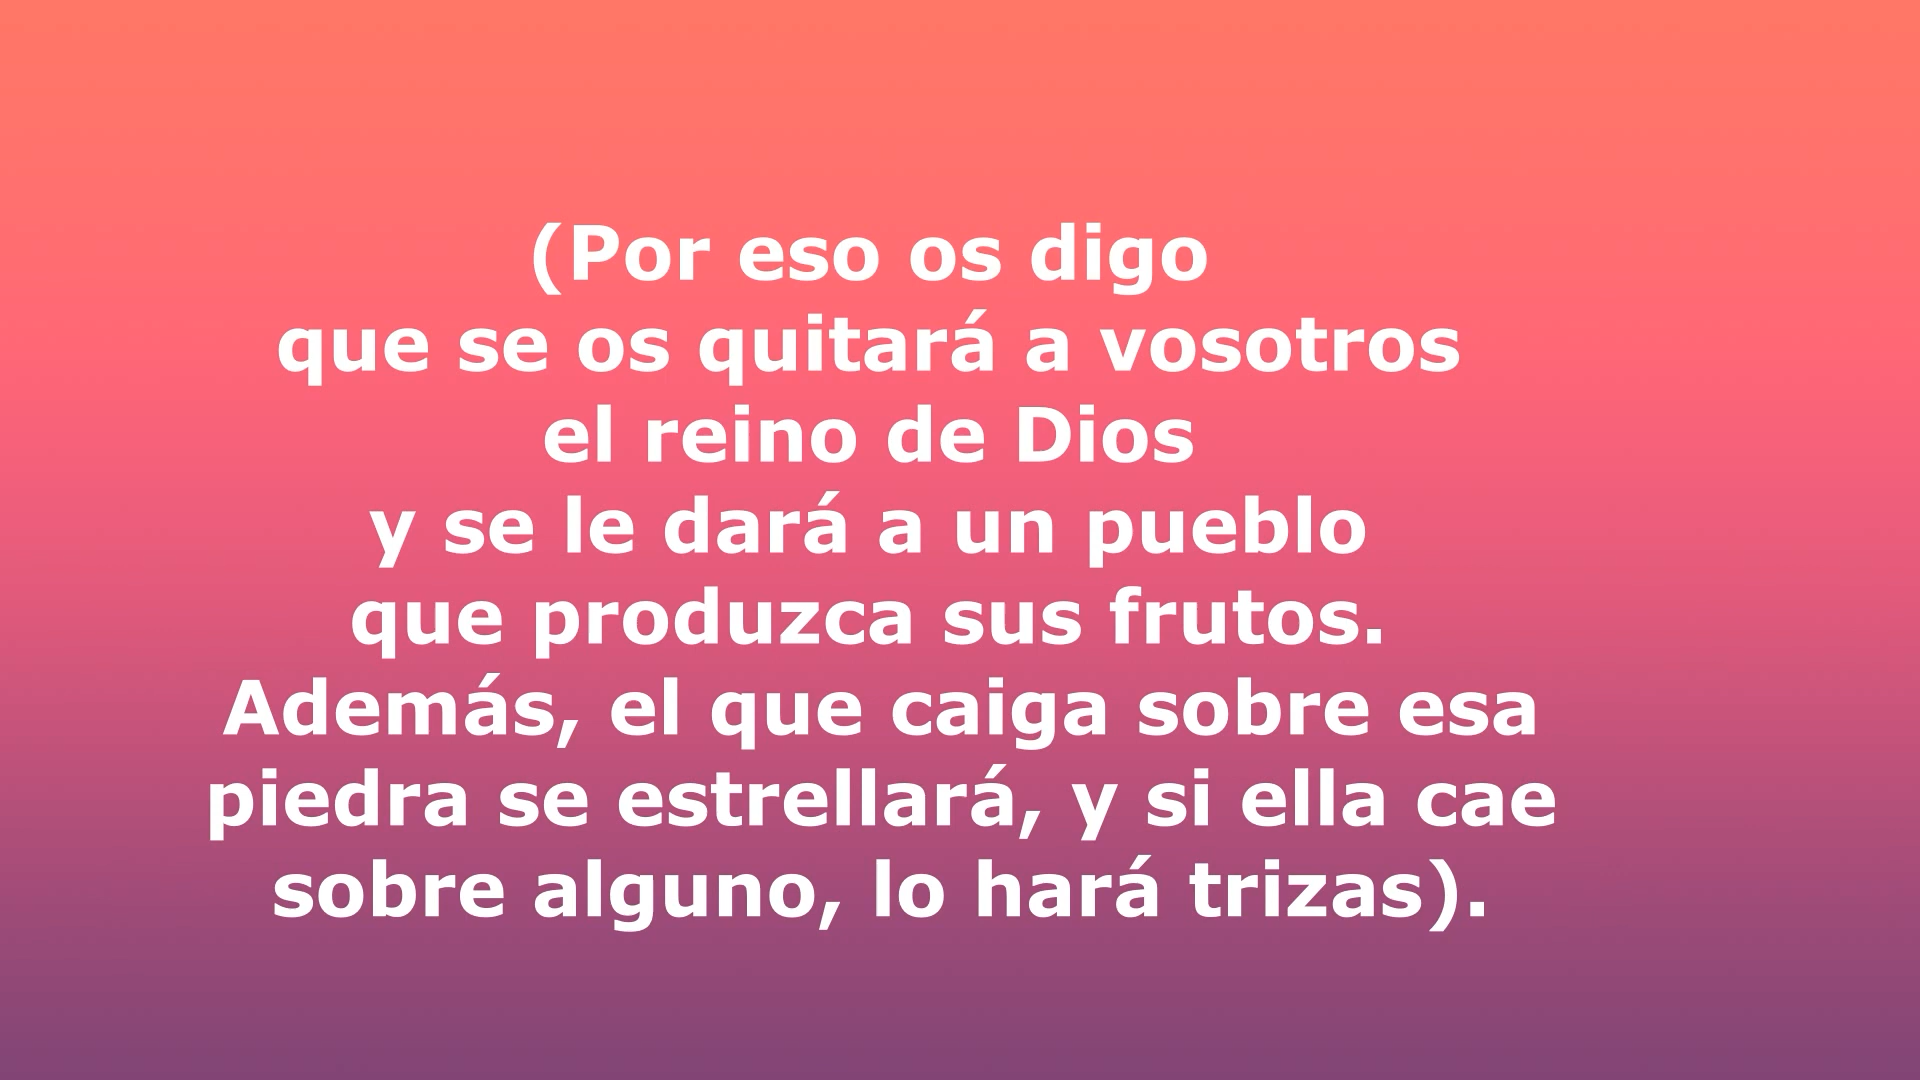 (Por eso os digo
que se os quitará a vosotros
el reino de Dios
y se le dará a un pueblo
que produzca sus frutos.
Además, el que caiga sobre esa
piedra se estrellará, y si ella cae
sobre alguno, lo hará trizas).